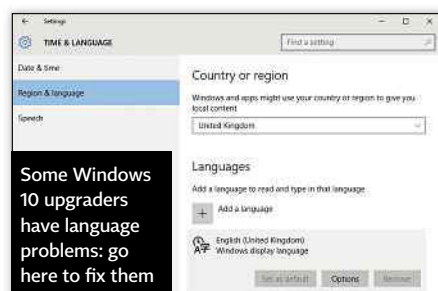 Settings
TIME & LANGUAGE
Find a setting
Date & time
Region & language
Speech
Country or region
Windows and apps might use your country or region to give you
local content
United Kingdom
Languages
Add a language to read and type in that language
Add a language
English (United Kingdom)
Windows display language
Set as default Options Remove
Some Windows
10 upgraders
have language
problems: go
here to fix them